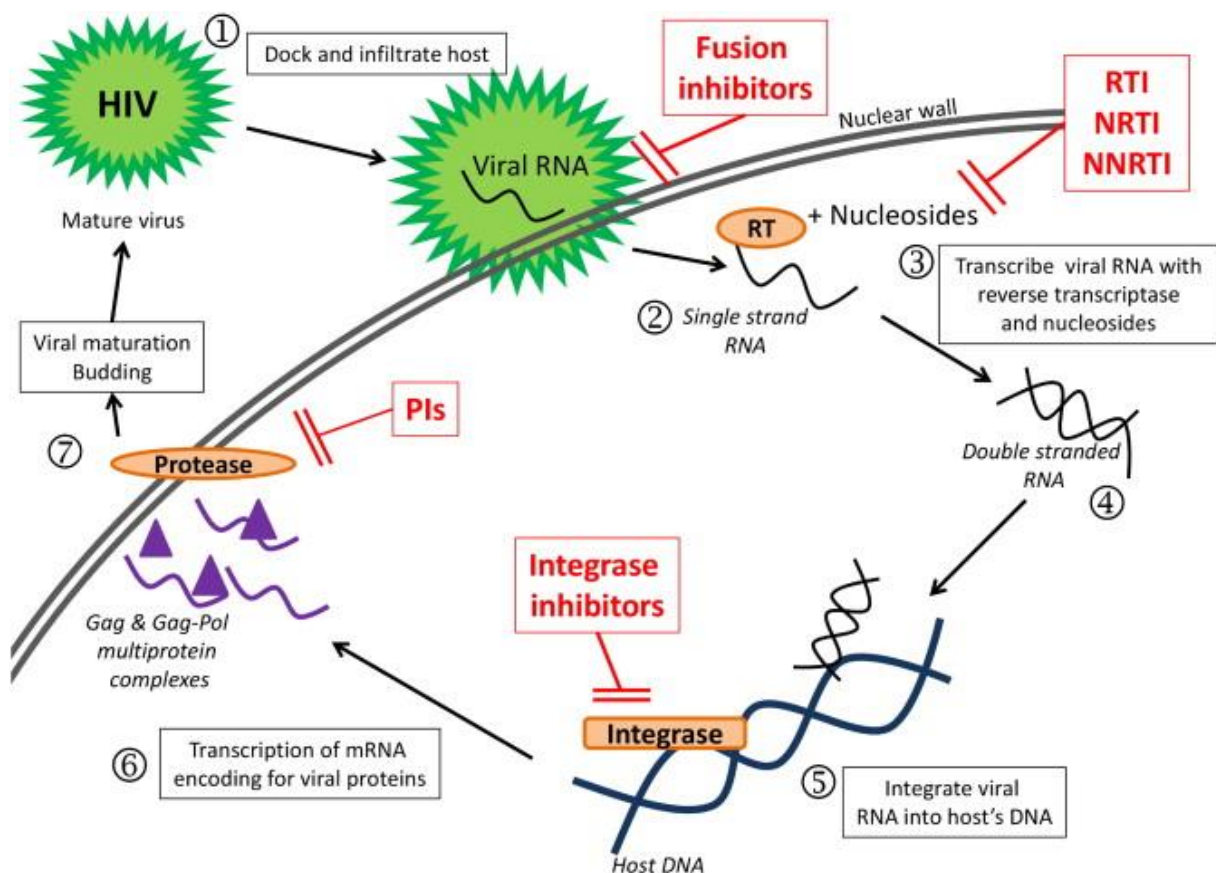 ①
Dock and infiltrate host
HIV
Mature virus
Viral RNA
Fusion
inhibitors
Nuclear wall
RTI
NRTI
NNRTI
RT
+ Nucleosides
②
Single strand
RNA
③
Transcribe viral RNA with
reverse transcriptase
and nucleosides
Double stranded
RNA
④
Integrase
inhibitors
Integrase
⑤
Integrate viral
RNA into host's DNA
Host DNA
⑥
Transcription of mRNA
encoding for viral proteins
Gag & Gag-Pol
multiprotein
complexes
PIs
Protease
⑦
Viral maturation
Budding